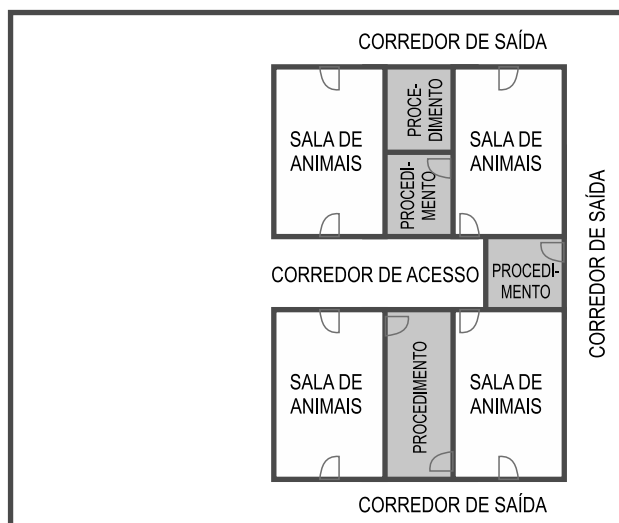 CORREDOR DE SAÍDA
SALA DE
ANIMAIS
PROCE-
DIMENTO
SALA DE
ANIMAIS
PROCEDI-
MENTO
CORREDOR DE ACESSO
PROCEDI-
MENTO
CORREDOR DE SAÍDA
SALA DE
ANIMAIS
PROCEDIMENTO
SALA DE
ANIMAIS
CORREDOR DE SAÍDA